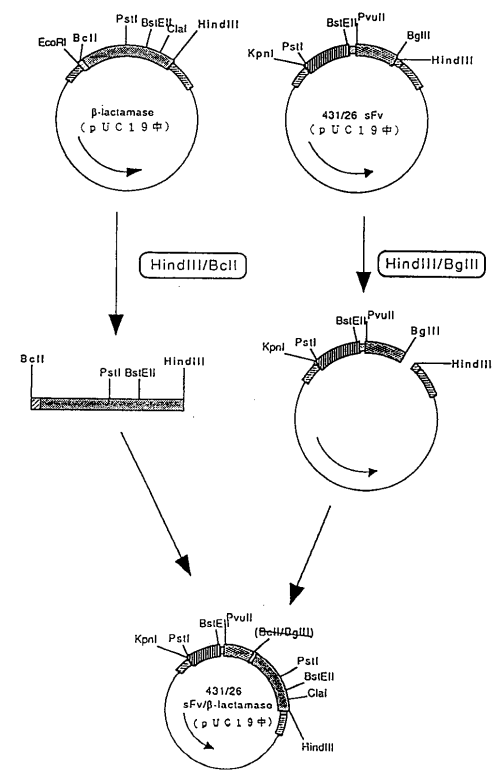 EcoRI
BclI
PstI
BstEII
ClaI
HindIII
β-lactamase
(pUC19中)
KpnI
PstI
BstEII
PvuII
BglII
HindIII
431/26 sFv
(pUC19中)
HindIII/BclI
HindIII/BglII
BclI
PstI
BstEII
HindIII
KpnI
PstI
BstEII
PvuII
BglII
HindIII
KpnI
PstI
BstEII
PvuII
(BclI/BglII)
PstI
BstEII
ClaI
HindIII
431/26
sFv/β-lactamase
(pUC19中)